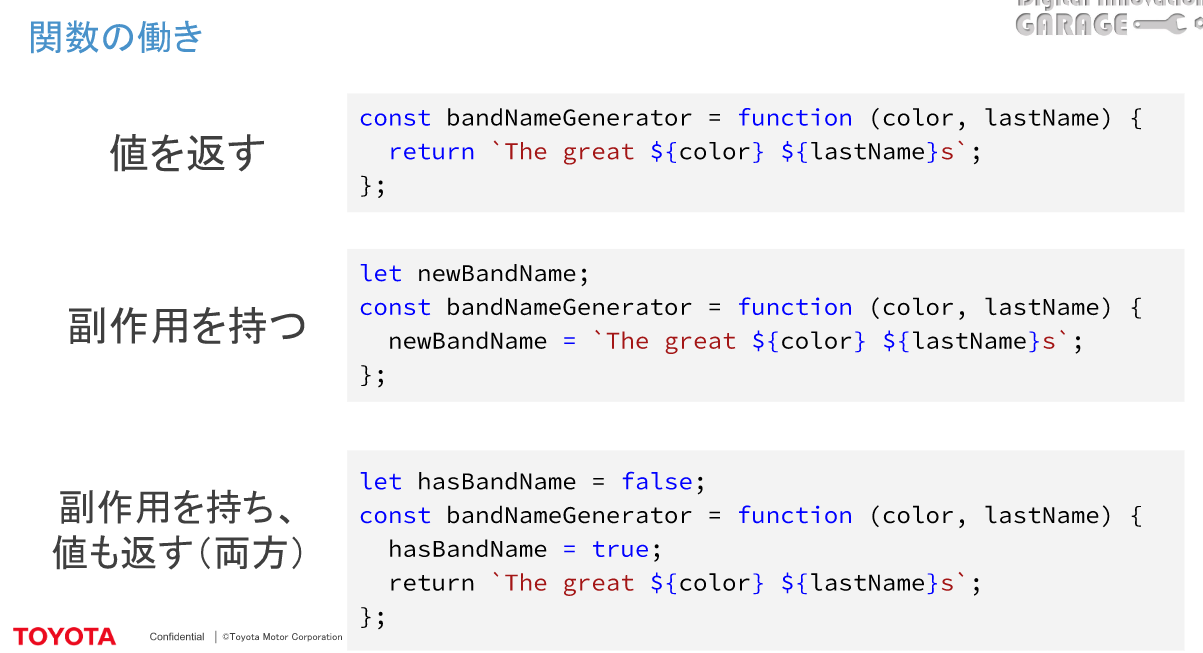 関数の働き
Digital Innovation
GARAGE
値を返す
const bandNameGenerator = function (color, lastName) {
  return `The great ${color} ${lastName}s`;
};
副作用を持つ
let newBandName;
const bandNameGenerator = function (color, lastName) {
  newBandName = `The great ${color} ${lastName}s`;
};
副作用を持ち、
値も返す（両方）
let hasBandName = false;
const bandNameGenerator = function (color, lastName) {
  hasBandName = true;
  return `The great ${color} ${lastName}s`;
};
TOYOTA
Confidential | ©Toyota Motor Corporation